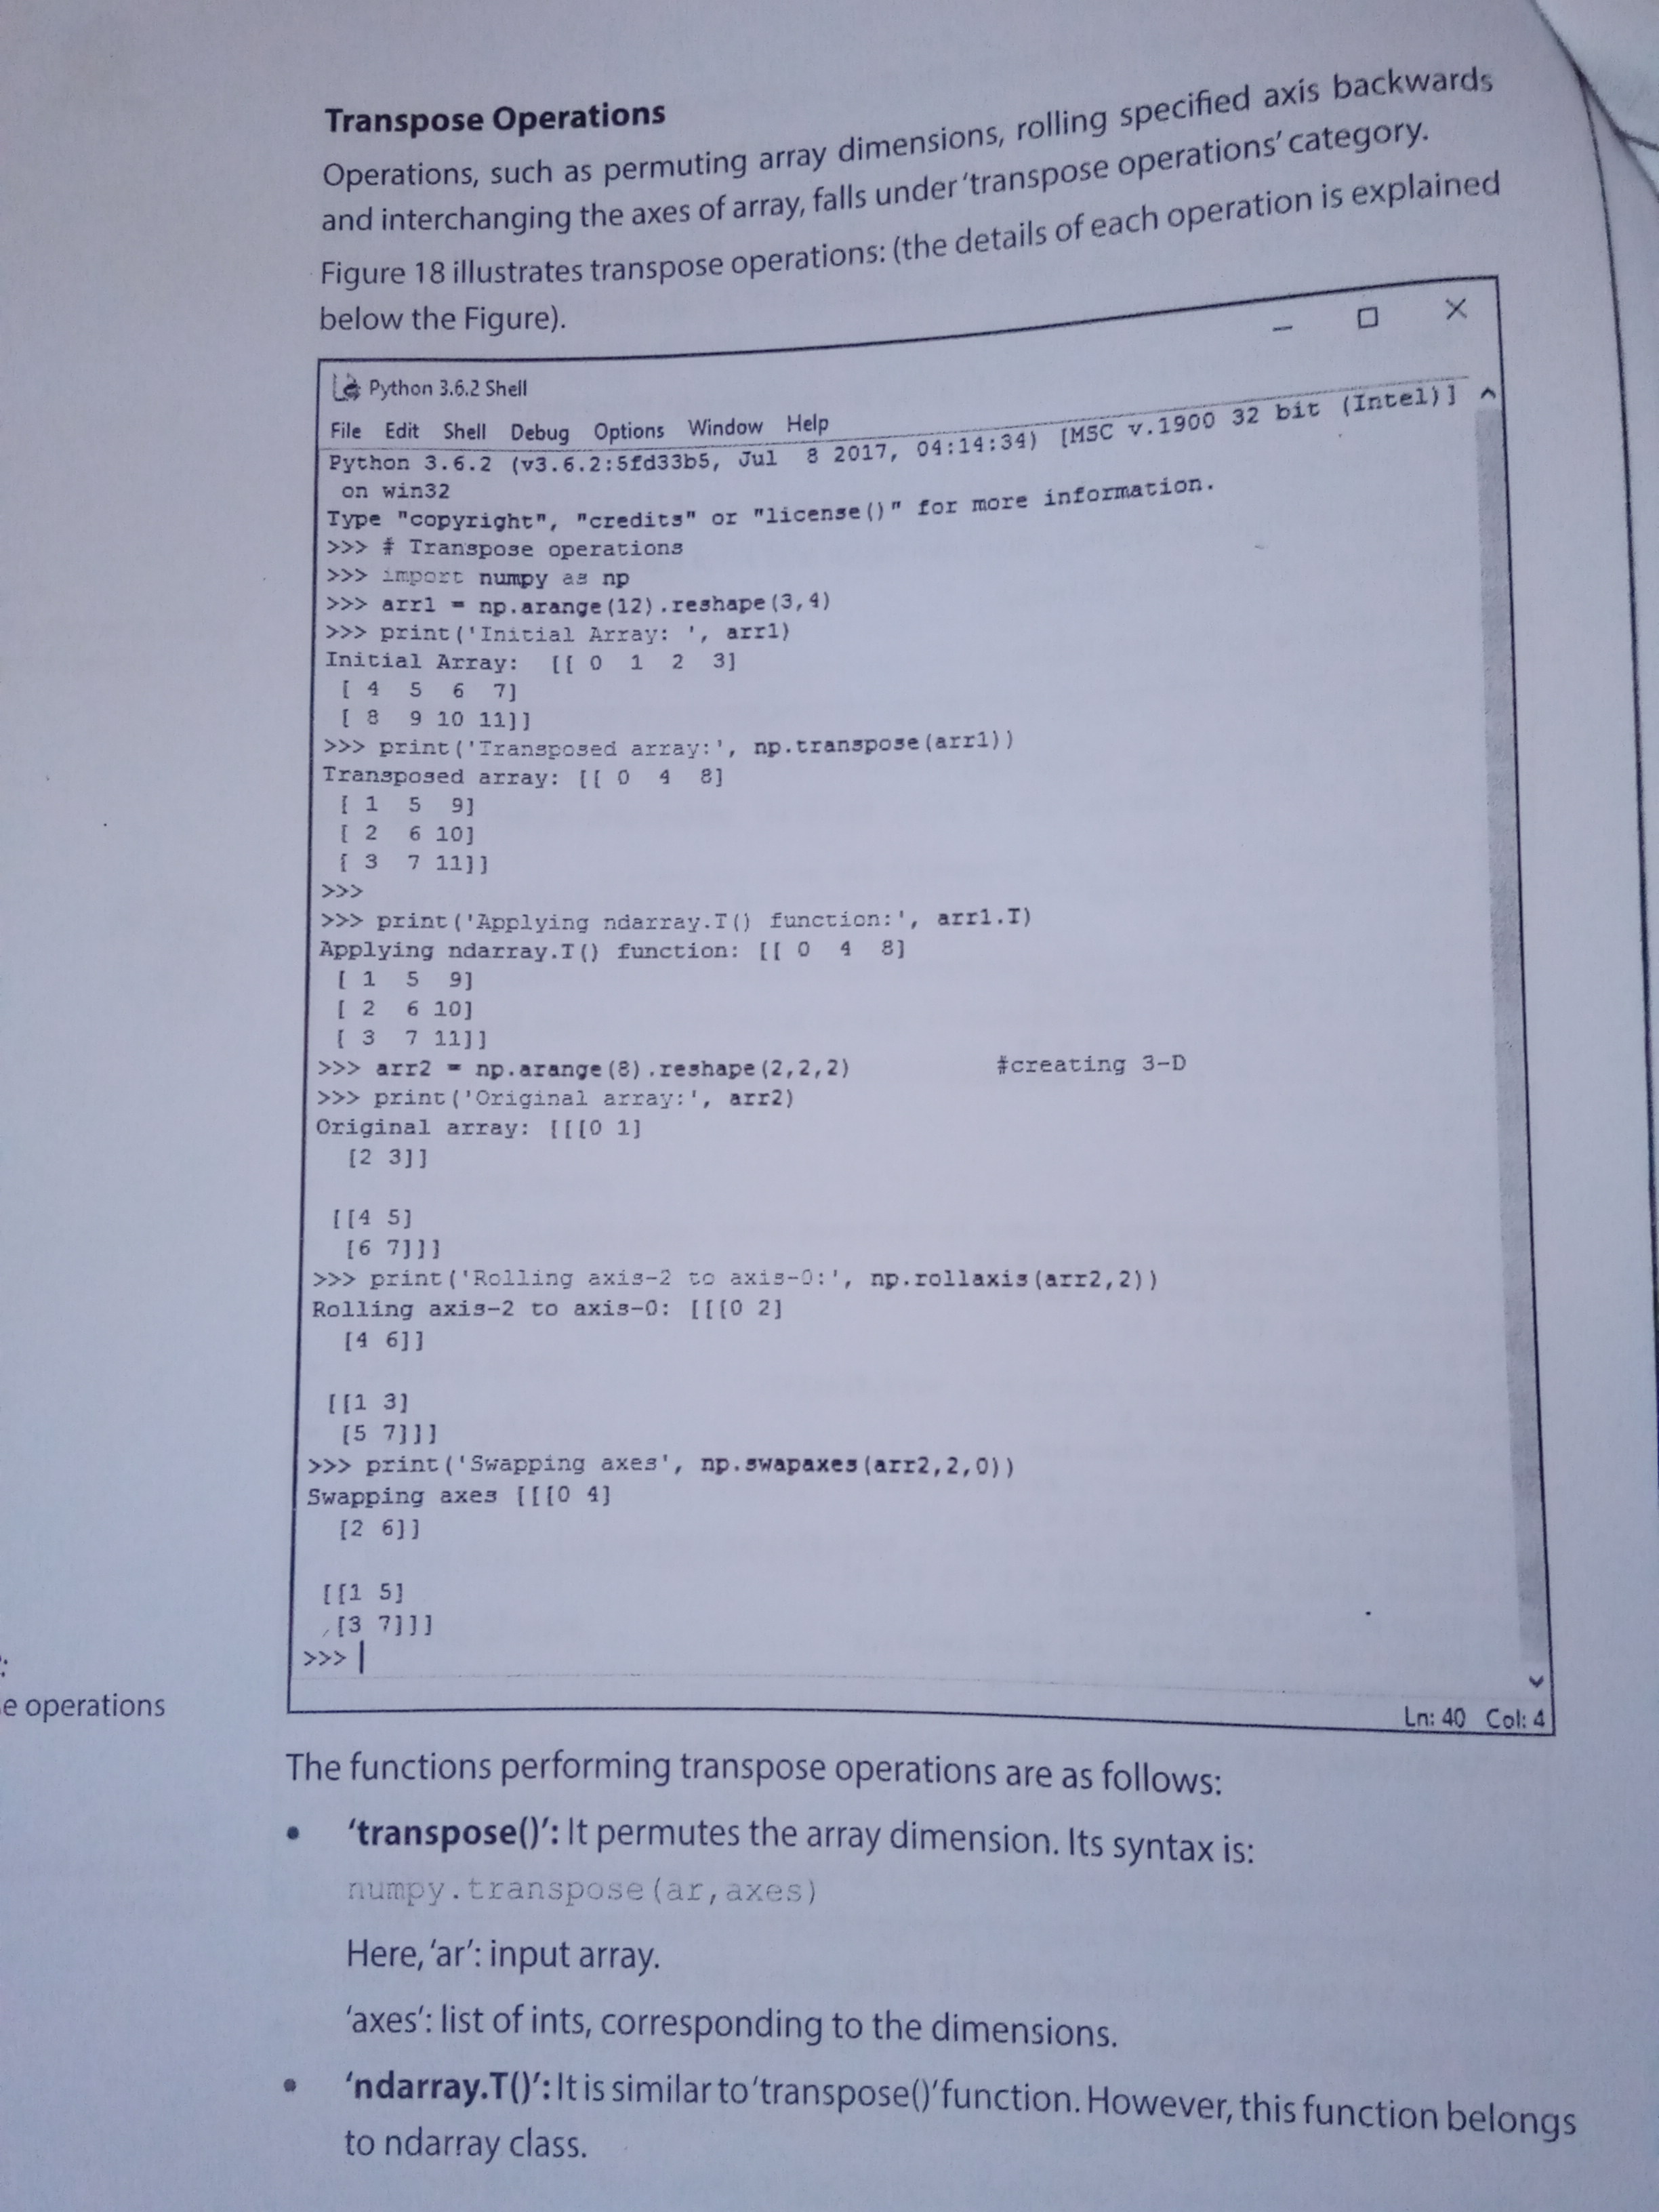 Transpose Operations
Operations, such as permuting array dimensions, rolling specified axis backwards
and interchanging the axes of array, falls under 'transpose operations' category.
Figure 18 illustrates transpose operations: (the details of each operation is explained
below the Figure).
Python 3.6.2 Shell
File Edit Shell Debug Options Window Help
Python 3.6.2 (v3.6.2:5fd33b5, Jul  8 2017, 04:14:34) [MSC v.1900 32 bit (Intel)]
 on win32
Type "copyright", "credits" or "license()" for more information.
>>> # Transpose operations
>>> import numpy as np
>>> arr1 = np.arange(12).reshape(3,4)
>>> print('Initial Array: ', arr1)
Initial Array:  [[ 0  1  2  3]
 [ 4  5  6  7]
 [ 8  9 10 11]]
>>> print('Transposed array:', np.transpose(arr1))
Transposed array: [[ 0  4  8]
 [ 1  5  9]
 [ 2  6 10]
 [ 3  7 11]]
>>>
>>> print('Applying ndarray.T() function:', arr1.T)
Applying ndarray.T() function: [[ 0  4  8]
 [ 1  5  9]
 [ 2  6 10]
 [ 3  7 11]]
>>> arr2 = np.arange(8).reshape(2,2,2)          #creating 3-D
>>> print('Original array:', arr2)
Original array: [[[0 1]
  [2 3]]
 [[4 5]
  [6 7]]]
>>> print('Rolling axis-2 to axis-0:', np.rollaxis(arr2,2))
Rolling axis-2 to axis-0: [[[0 2]
  [4 6]]
 [[1 3]
  [5 7]]]
>>> print('Swapping axes', np.swapaxes(arr2,2,0))
Swapping axes [[[0 4]
  [2 6]]
 [[1 5]
  [3 7]]]
>>>
Ln: 40 Col: 4
e operations
The functions performing transpose operations are as follows:
• 'transpose()': It permutes the array dimension. Its syntax is:
numpy.transpose(ar,axes)
Here, 'ar': input array.
'axes': list of ints, corresponding to the dimensions.
• 'ndarray.T()': It is similar to 'transpose()' function. However, this function belongs
to ndarray class.